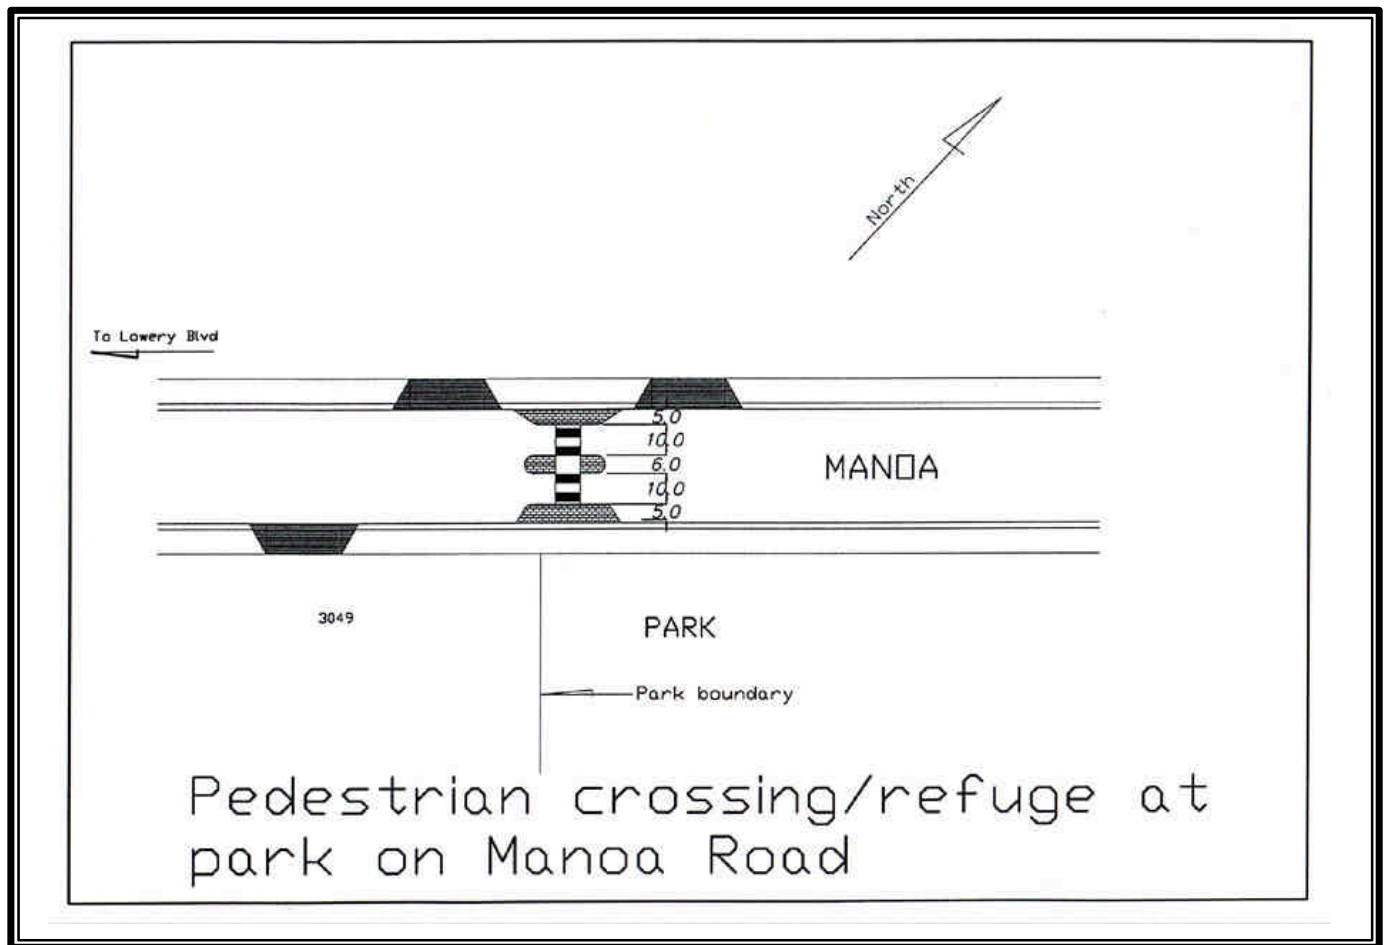 North
To Lowery Blvd
5.0
10.0
6.0
10.0
5.0
MANOA
3049
PARK
Park boundary
Pedestrian crossing/refuge at
park on Manoa Road